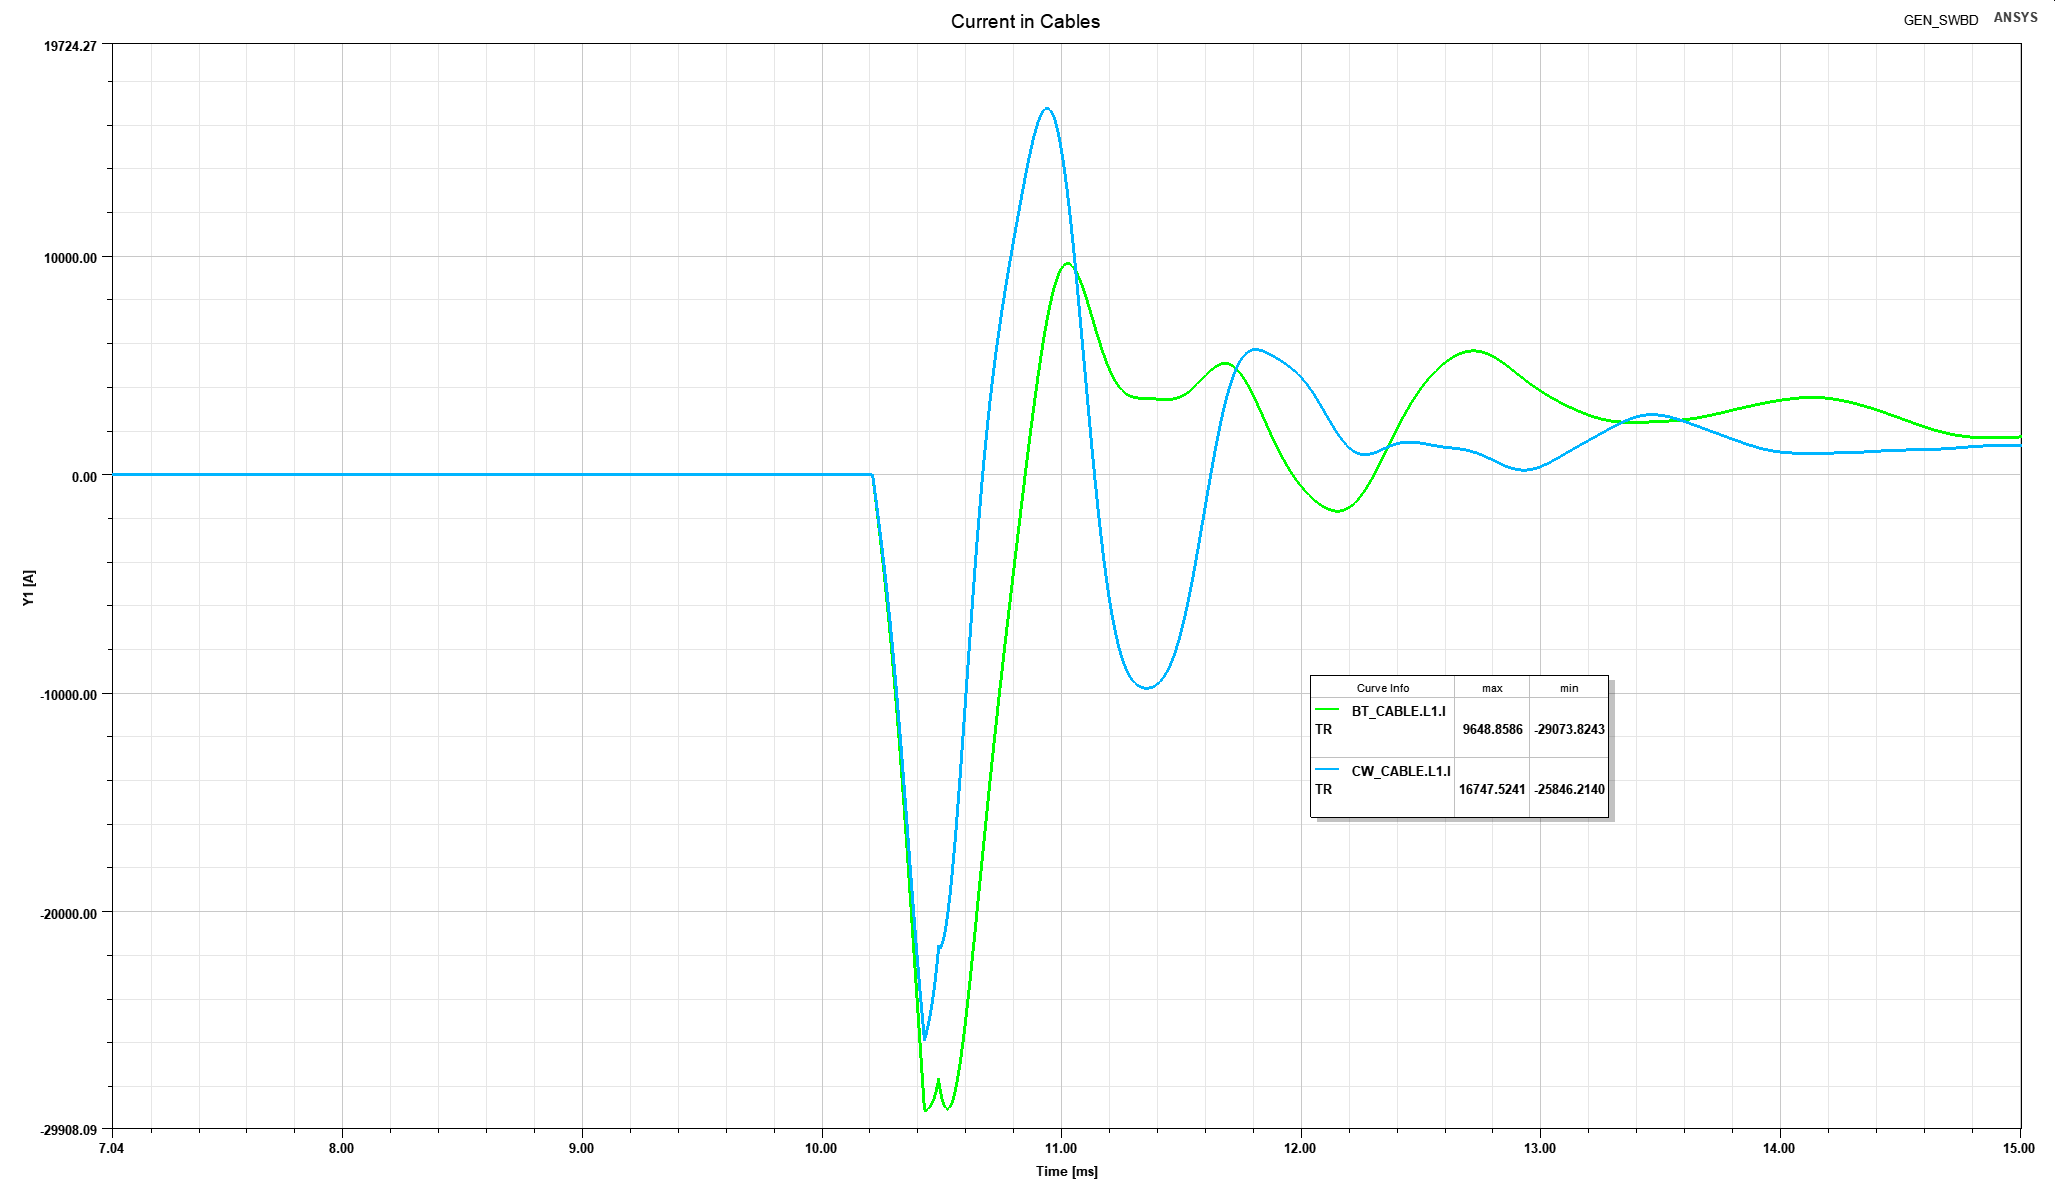 Current in Cables
GEN_SWBD
ANSYS
19724.27
10000.00
0.00
-10000.00
-20000.00
-29908.09
Y1 [A]
7.04 8.00 9.00 10.00 11.00 12.00 13.00 14.00 15.00
Time [ms]
Curve Info max min
BT_CABLE.L1.I
TR 9648.8586 -29073.8243
CW_CABLE.L1.I
TR 16747.5241 -25846.2140